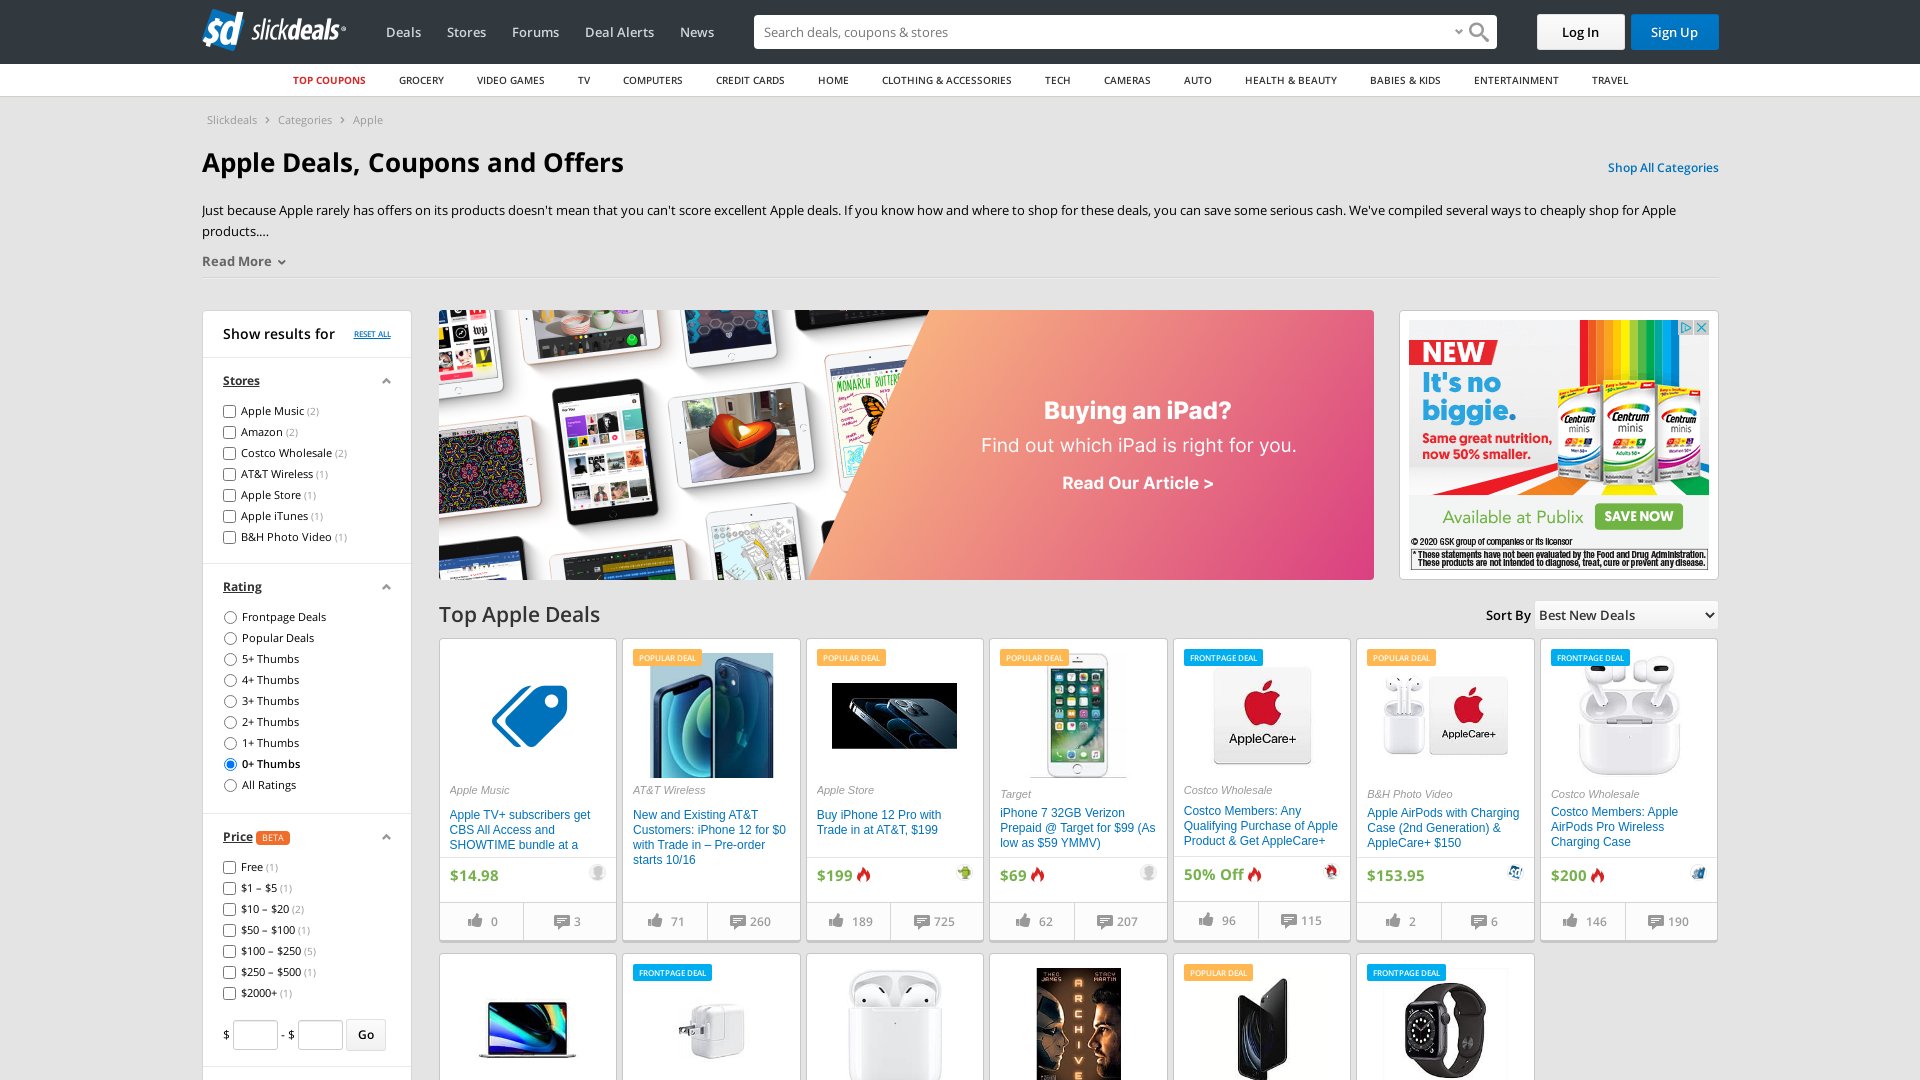 slickdeals
Deals
Stores
Forums
Deal Alerts
News
Search deals, coupons & stores
Log In
Sign Up
TOP COUPONS
GROCERY
VIDEO GAMES
TV
COMPUTERS
CREDIT CARDS
HOME
CLOTHING & ACCESSORIES
TECH
CAMERAS
AUTO
HEALTH & BEAUTY
BABIES & KIDS
ENTERTAINMENT
TRAVEL
Slickdeals > Categories > Apple
Apple Deals, Coupons and Offers
Shop All Categories
Just because Apple rarely has offers on its products doesn't mean that you can't score excellent Apple deals. If you know how and where to shop for these deals, you can save some serious cash. We've compiled several ways to cheaply shop for Apple
products....
Read More
Show results for
RESET ALL
Stores
Apple Music (2)
Amazon (2)
Costco Wholesale (2)
AT&T Wireless (1)
Apple Store (1)
Apple iTunes (1)
B&H Photo Video (1)
Rating
Frontpage Deals
Popular Deals
5+ Thumbs
4+ Thumbs
3+ Thumbs
2+ Thumbs
1+ Thumbs
0+ Thumbs
All Ratings
Price BETA
Free (1)
$1 – $5 (1)
$10 – $20 (2)
$50 – $100 (1)
$100 – $250 (5)
$250 – $500 (1)
$2000+ (1)
$ - $ Go
MONARCH BUTTERF
Buying an iPad?
Find out which iPad is right for you.
Read Our Article >
NEW
It's no
biggie.
Same great nutrition,
now 50% smaller.
Centrum
minis
Centrum
minis
Centrum
minis
Available at Publix
SAVE NOW
© 2020 GSK group of companies or its licensor
* These statements have not been evaluated by the Food and Drug Administration.
These products are not intended to diagnose, treat, cure or prevent any disease.
Top Apple Deals
Sort By Best New Deals
Apple Music
Apple TV+ subscribers get
CBS All Access and
SHOWTIME bundle at a
$14.98
0
3
POPULAR DEAL
AT&T Wireless
New and Existing AT&T
Customers: iPhone 12 for $0
with Trade in – Pre-order
starts 10/16
71
260
POPULAR DEAL
Apple Store
Buy iPhone 12 Pro with
Trade in at AT&T, $199
$199
189
725
POPULAR DEAL
Target
iPhone 7 32GB Verizon
Prepaid @ Target for $99 (As
low as $59 YMMV)
$69
62
207
FRONTPAGE DEAL
AppleCare+
Costco Wholesale
Costco Members: Any
Qualifying Purchase of Apple
Product & Get AppleCare+
50% Off
96
115
POPULAR DEAL
AppleCare+
B&H Photo Video
Apple AirPods with Charging
Case (2nd Generation) &
AppleCare+ $150
$153.95
2
6
FRONTPAGE DEAL
Costco Wholesale
Costco Members: Apple
AirPods Pro Wireless
Charging Case
$200
146
190
FRONTPAGE DEAL
THEO JAMES
STACY MARTIN
ARCHIVE
POPULAR DEAL
FRONTPAGE DEAL